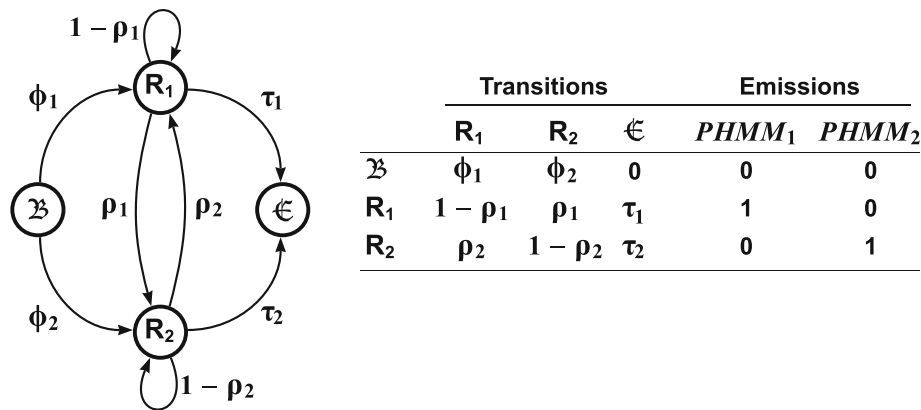 1 − ρ₁
R₁
ϕ₁
τ₁
𝔅
ρ₁
ρ₂
𝔈
ϕ₂
τ₂
R₂
1 − ρ₂
Transitions Emissions
R₁ R₂ 𝔈 PHMM₁ PHMM₂
𝔅 ϕ₁ ϕ₂ 0 0 0
R₁ 1 − ρ₁ ρ₁ τ₁ 1 0
R₂ ρ₂ 1 − ρ₂ τ₂ 0 1